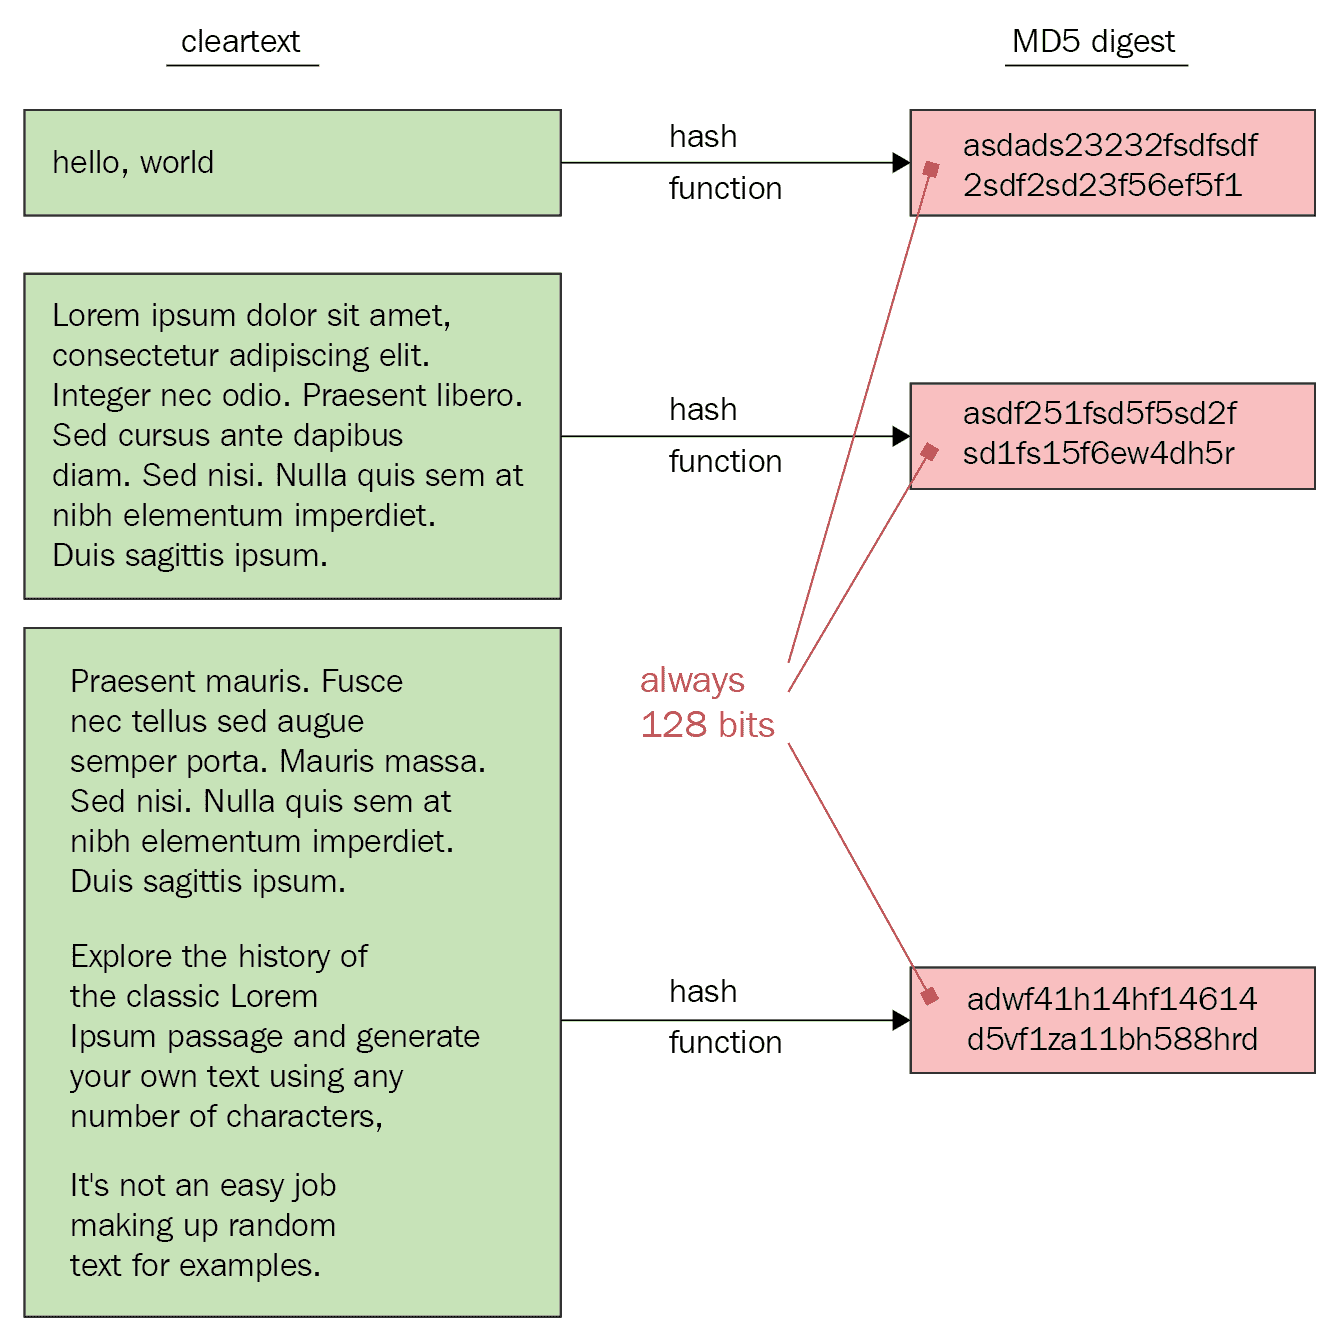 cleartext
MD5 digest
hello, world
hash
function
asdads23232fsdfsdf
2sdf2sd23f56ef5f1
Lorem ipsum dolor sit amet,
consectetur adipiscing elit.
Integer nec odio. Praesent libero.
Sed cursus ante dapibus
diam. Sed nisi. Nulla quis sem at
nibh elementum imperdiet.
Duis sagittis ipsum.
hash
function
asdf251fsd5f5sd2f
sd1fs15f6ew4dh5r
always
128 bits
Praesent mauris. Fusce
nec tellus sed augue
semper porta. Mauris massa.
Sed nisi. Nulla quis sem at
nibh elementum imperdiet.
Duis sagittis ipsum.
Explore the history of
the classic Lorem
Ipsum passage and generate
your own text using any
number of characters,
It's not an easy job
making up random
text for examples.
hash
function
adwf41h14hf14614
d5vf1za11bh588hrd